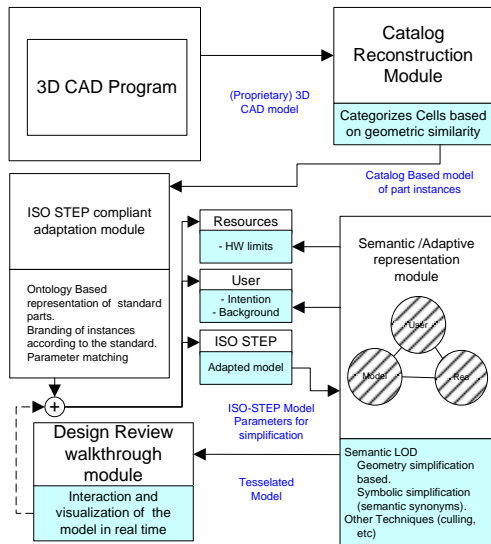 3D CAD Program
Catalog
Reconstruction
Module
Categorizes Cells based
on geometric similarity
(Proprietary) 3D
CAD model
Catalog Based model
of part instances
ISO STEP compliant
adaptation module
Ontology Based
representation of standard
parts.
Branding of instances
according to the standard.
Parameter matching
Resources
- HW limits
User
- Intention
- Background
ISO STEP
Adapted model
Semantic /Adaptive
representation
module
User
Model
Res
ISO-STEP Model
Parameters for
simplification
Design Review
walkthrough
module
Interaction and
visualization of the
model in real time
Tesselated
Model
Semantic LOD
Geometry simplification
based.
Symbolic simplification
(semantic synonyms).
Other Techniques (culling,
etc)